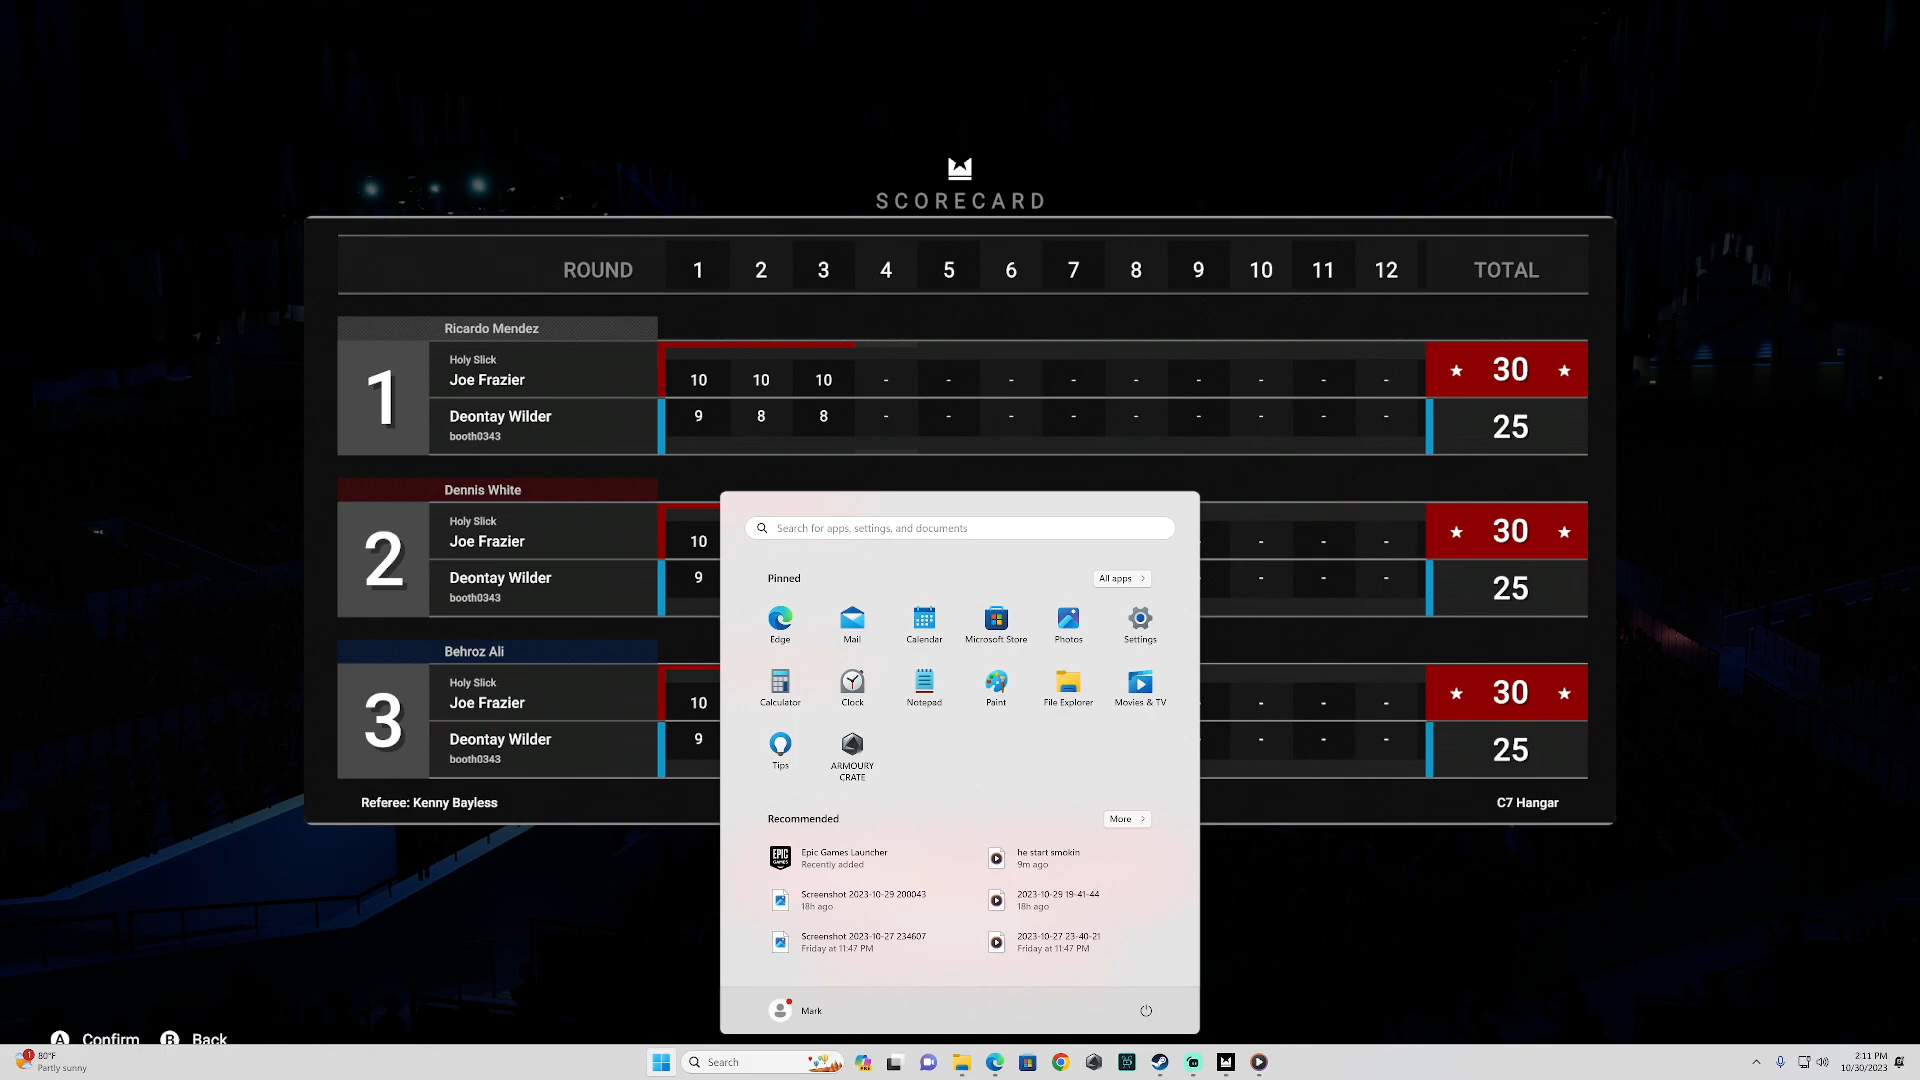 SCORECARD
ROUND 1 2 3 4 5 6 7 8 9 10 11 12 TOTAL
Ricardo Mendez
1
Holy Slick
Joe Frazier 10 10 10 - - - - - - - - - 30
Deontay Wilder 9 8 8 - - - - - - - - - 25
booth0343
Dennis White
2
Holy Slick
Joe Frazier 10 - - - 30
Deontay Wilder 9 - - - 25
booth0343
Behroz Ali
3
Holy Slick
Joe Frazier 10 - - - 30
Deontay Wilder 9 - - - 25
booth0343
Referee: Kenny Bayless
C7 Hangar
Search for apps, settings, and documents
Pinned
All apps
Edge Mail Calendar Microsoft Store Photos Settings
Calculator Clock Notepad Paint File Explorer Movies & TV
Tips ARMOURY
CRATE
Recommended
More
EPIC
GAMES
Epic Games Launcher
Recently added
he start smokin
9m ago
Screenshot 2023-10-29 200043
18h ago
2023-10-29 19-41-44
18h ago
Screenshot 2023-10-27 234607
Friday at 11:47 PM
2023-10-27 23-40-21
Friday at 11:47 PM
Mark
A Confirm B Back
1
80°F
Partly sunny
Search
PRE
2:11 PM
10/30/2023